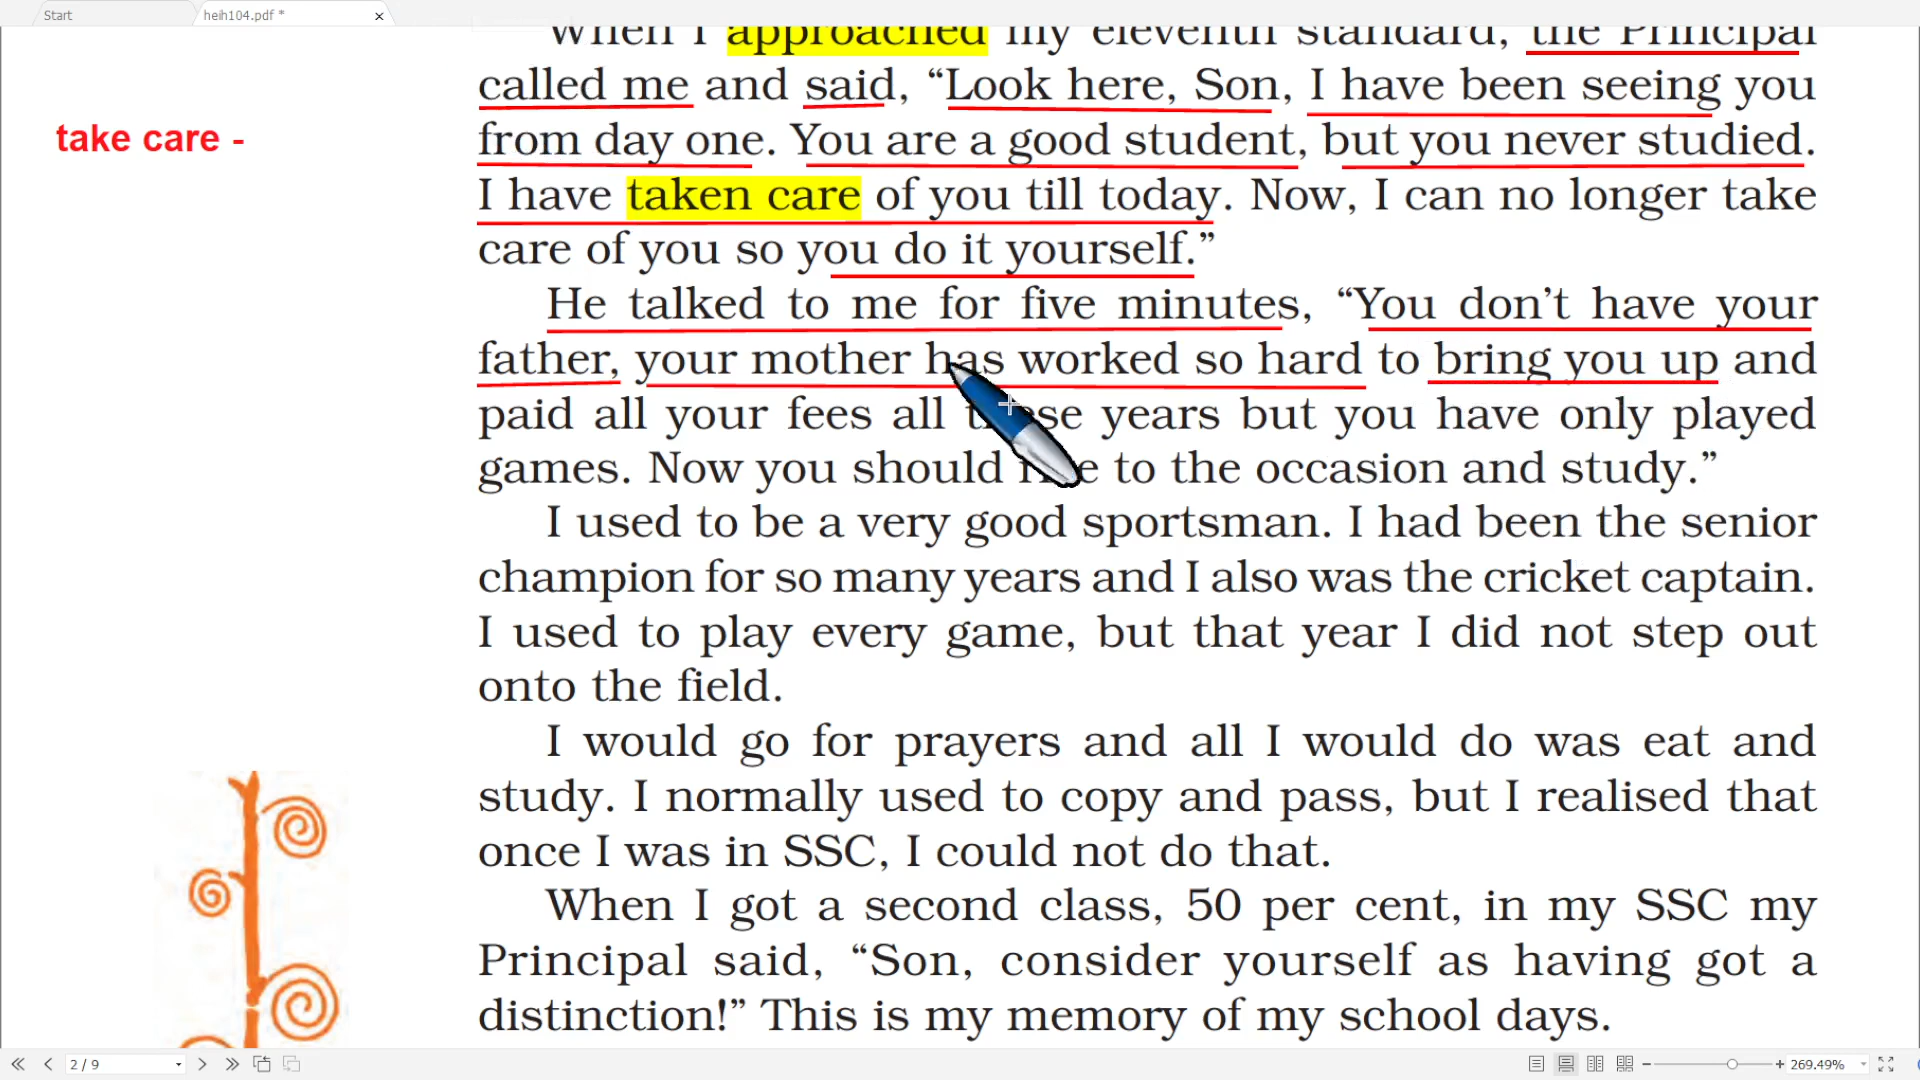 Start
heih104.pdf *
When I approached my eleventh standard, the Principal
called me and said, “Look here, Son, I have been seeing you
take care -
from day one. You are a good student, but you never studied.
I have taken care of you till today. Now, I can no longer take
care of you so you do it yourself.”
He talked to me for five minutes, “You don’t have your
father, your mother has worked so hard to bring you up and
paid all your fees all these years but you have only played
games. Now you should rise to the occasion and study.”
I used to be a very good sportsman. I had been the senior
champion for so many years and I also was the cricket captain.
I used to play every game, but that year I did not step out
onto the field.
I would go for prayers and all I would do was eat and
study. I normally used to copy and pass, but I realised that
once I was in SSC, I could not do that.
When I got a second class, 50 per cent, in my SSC my
Principal said, “Son, consider yourself as having got a
distinction!” This is my memory of my school days.
2 / 9
269.49%